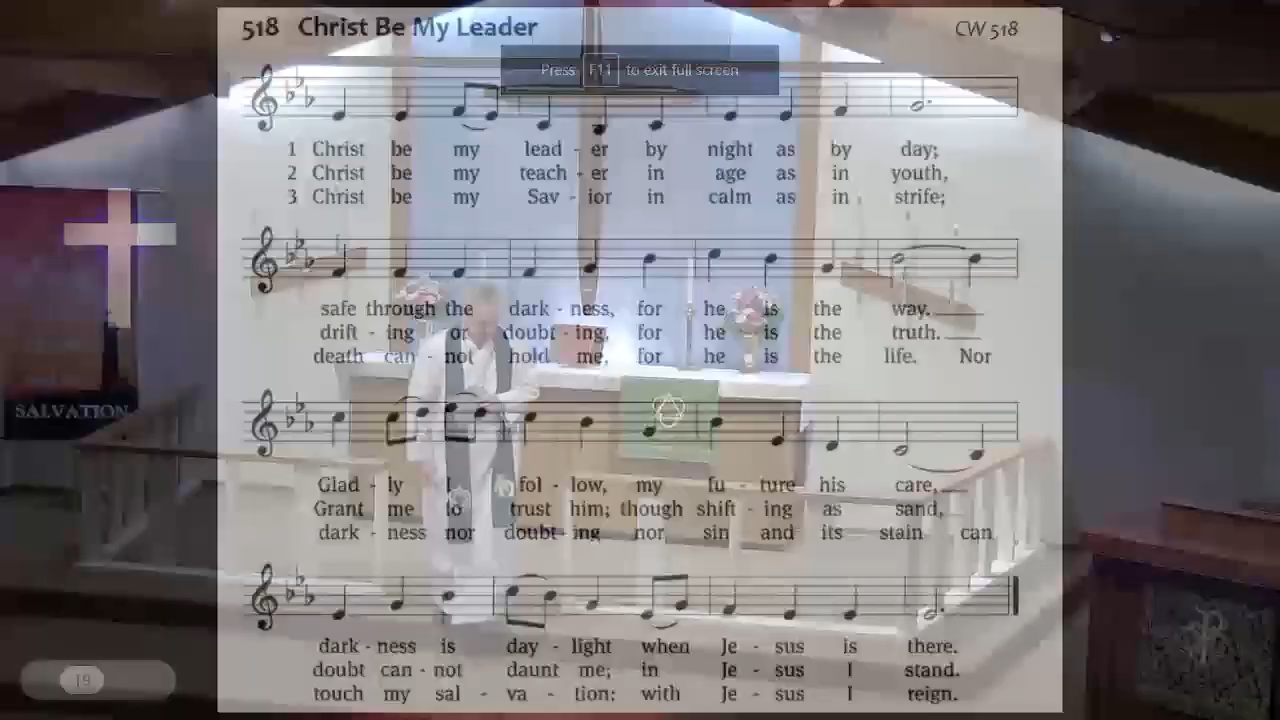 518 Christ Be My Leader
CW 518
Press F11 to exit full screen
1 Christ be my lead - er by night as by day;
2 Christ be my teach - er in age as in youth,
3 Christ be my Sav - ior in calm as in strife;
safe through the dark - ness, for he is the way.
drift - ing or doubt - ing, for he is the truth.
death can - not hold me, for he is the life. Nor
SALVATION
Glad - ly I fol - low, my fu - ture his care,
Grant me to trust him; though shift - ing as sand,
dark - ness nor doubt - ing nor sin and its stain can
dark - ness is day - light when Je - sus is there.
doubt can - not daunt me; in Je - sus I stand.
touch my sal - va - tion: with Je - sus I reign.
19